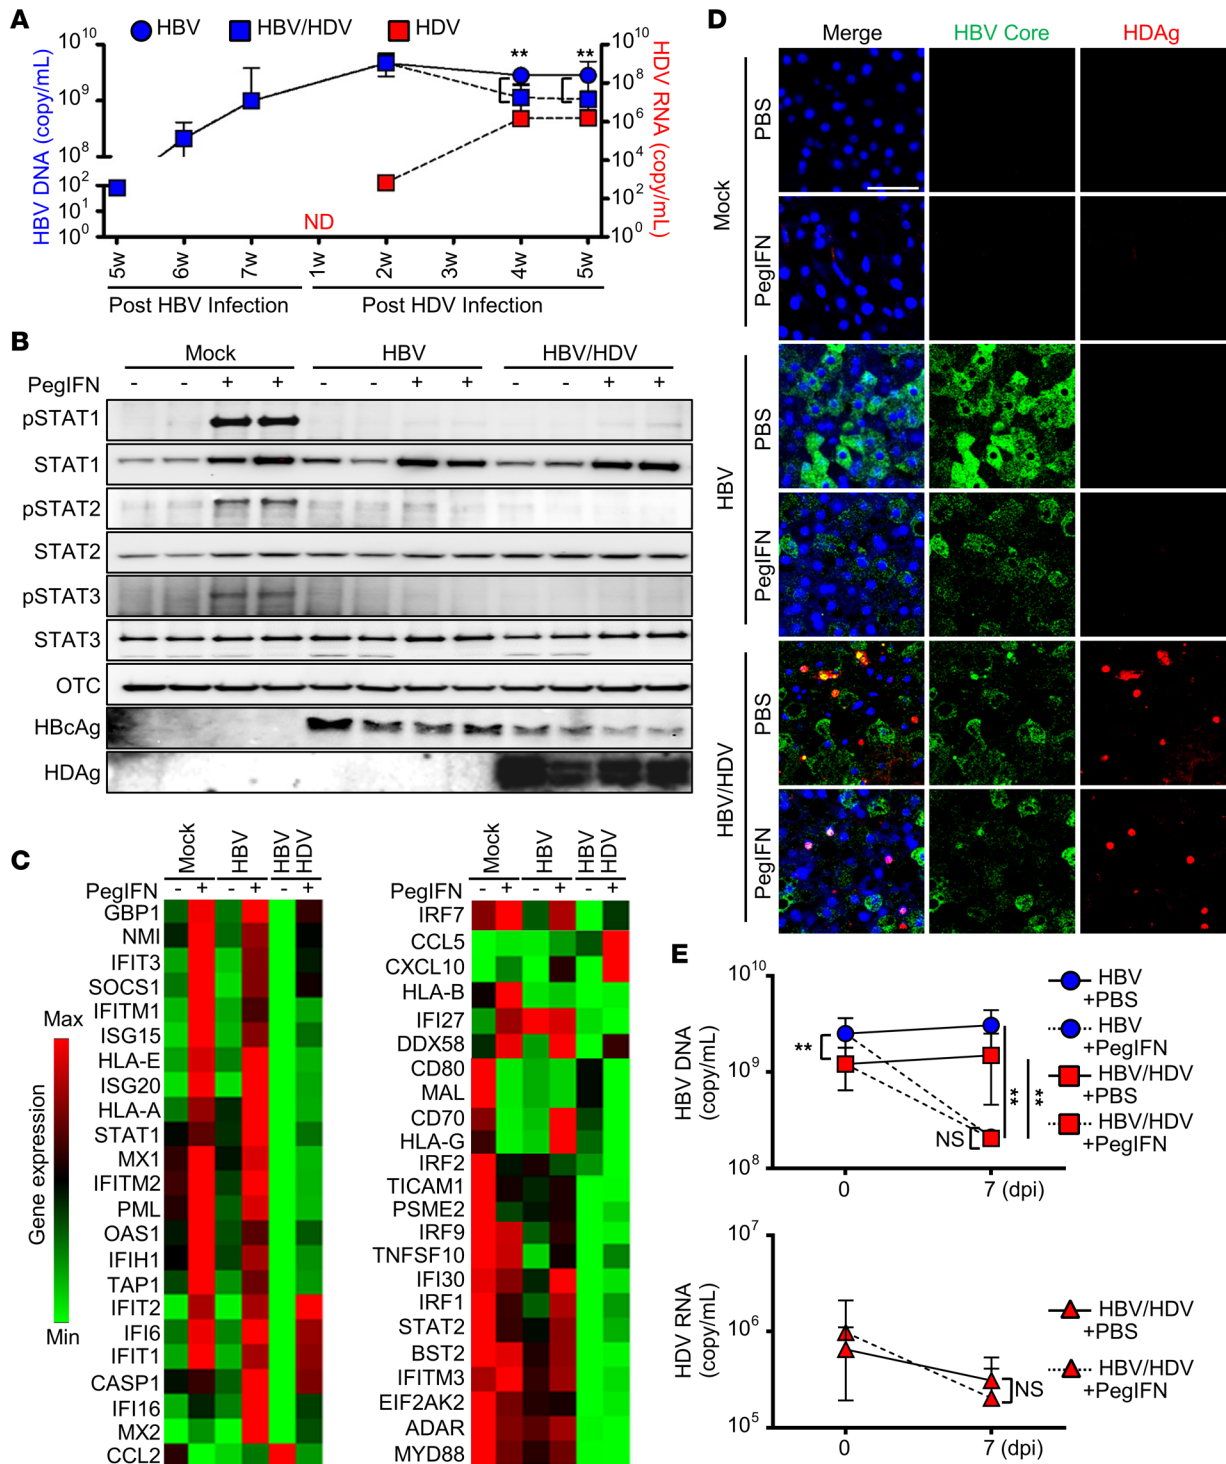 A
HBV HBV/HDV HDV
HBV DNA (copy/mL)
10^10
10^9
10^8
10^2
10^1
10^0
** **
ND
10^10
10^8
10^6
10^4
10^2
10^0
HDV RNA (copy/mL)
5w 6w 7w 1w 2w 3w 4w 5w
Post HBV Infection Post HDV Infection
B
Mock HBV HBV/HDV
PegIFN - - + + - - + + - - + +
pSTAT1
STAT1
pSTAT2
STAT2
pSTAT3
STAT3
OTC
HBcAg
HDAg
C
Max
Gene expression
Min
Mock HBV HBV HDV
PegIFN - + - + - +
GBP1
NMI
IFIT3
SOCS1
IFITM1
ISG15
HLA-E
ISG20
HLA-A
STAT1
MX1
IFITM2
PML
OAS1
IFIH1
TAP1
IFIT2
IFI6
IFIT1
CASP1
IFI16
MX2
CCL2
Mock HBV HBV HDV
PegIFN - + - + - +
IRF7
CCL5
CXCL10
HLA-B
IFI27
DDX58
CD80
MAL
CD70
HLA-G
IRF2
TICAM1
PSME2
IRF9
TNFSF10
IFI30
IRF1
STAT2
BST2
IFITM3
EIF2AK2
ADAR
MYD88
D
Merge HBV Core HDAg
Mock
PBS
PegIFN
HBV
PBS
PegIFN
HBV/HDV
PBS
PegIFN
E
HBV DNA
(copy/mL)
10^10
10^9
10^8
**
NS
** **
0 7 (dpi)
HBV
+PBS
HBV
+PegIFN
HBV/HDV
+PBS
HBV/HDV
+PegIFN
HDV RNA
(copy/mL)
10^7
10^6
10^5
NS
0 7 (dpi)
HBV/HDV
+PBS
HBV/HDV
+PegIFN